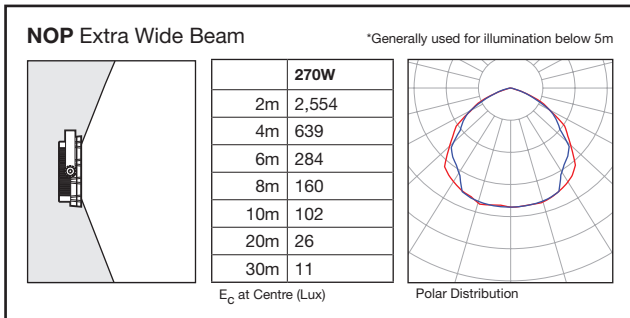 NOP Extra Wide Beam
*Generally used for illumination below 5m
270W
2m 2,554
4m 639
6m 284
8m 160
10m 102
20m 26
30m 11
E_C at Centre (Lux)
Polar Distribution